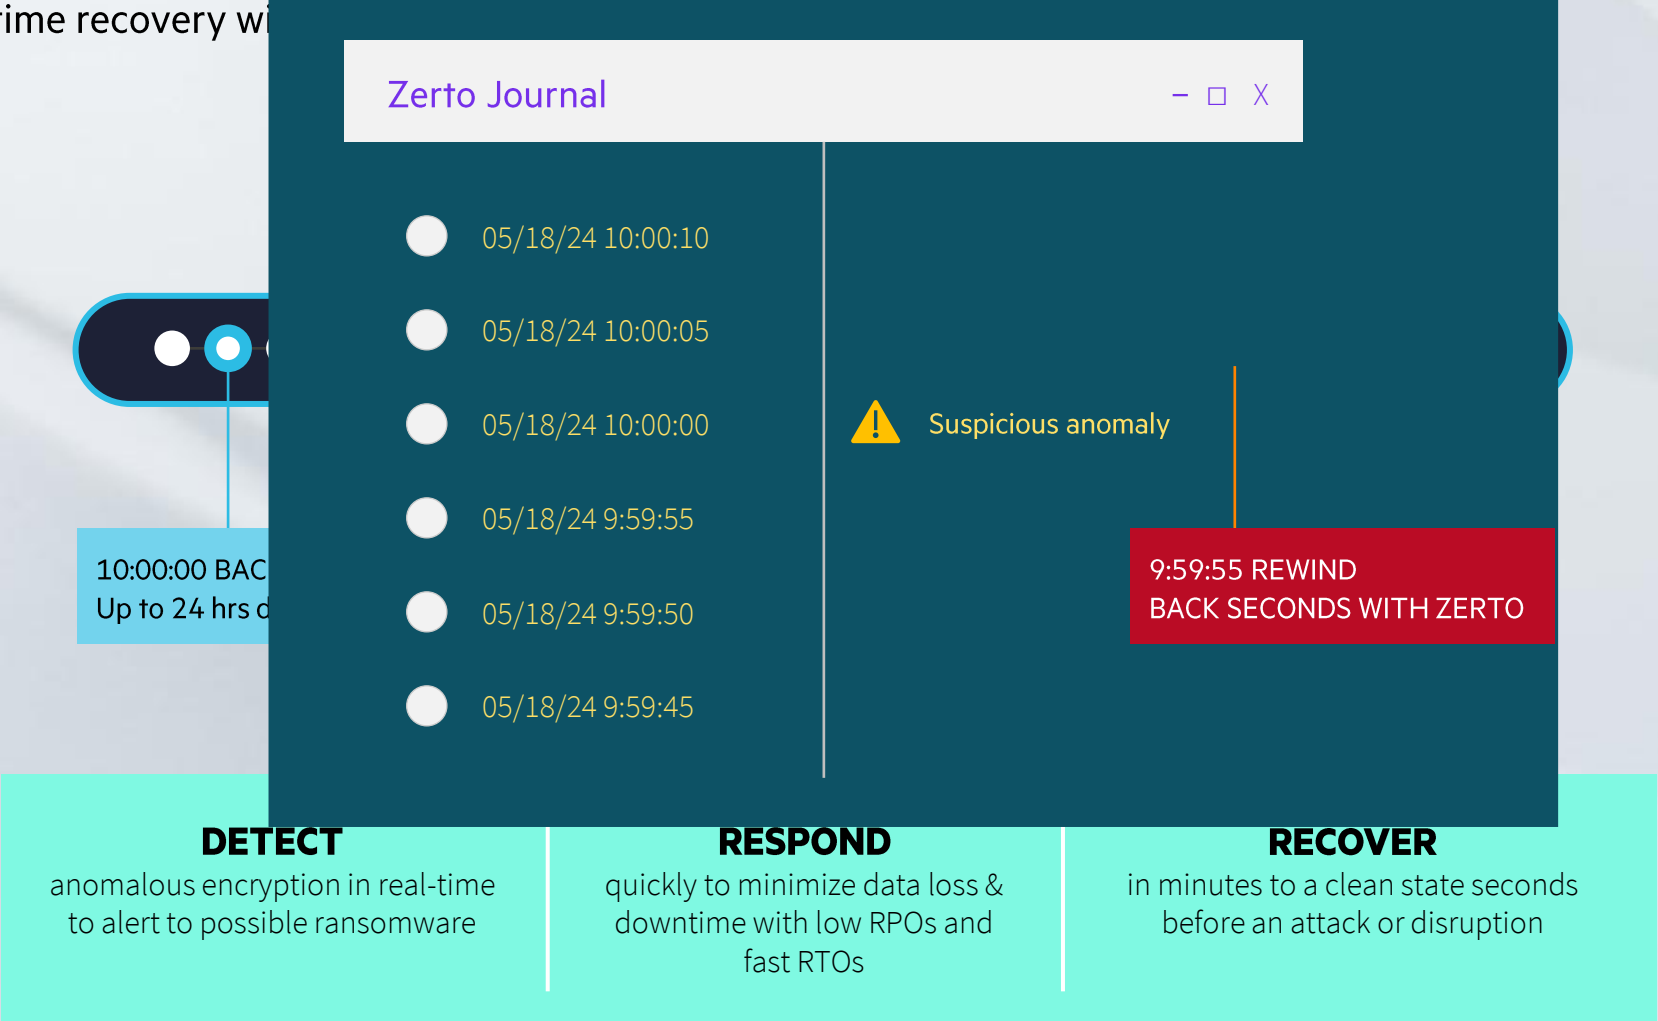 time recovery wi
Zerto Journal
05/18/24 10:00:10
05/18/24 10:00:05
05/18/24 10:00:00
Suspicious anomaly
05/18/24 9:59:55
05/18/24 9:59:50
05/18/24 9:59:45
10:00:00 BAC
Up to 24 hrs d
9:59:55 REWIND
BACK SECONDS WITH ZERTO
DETECT
anomalous encryption in real-time
to alert to possible ransomware
RESPOND
quickly to minimize data loss &
downtime with low RPOs and
fast RTOs
RECOVER
in minutes to a clean state seconds
before an attack or disruption